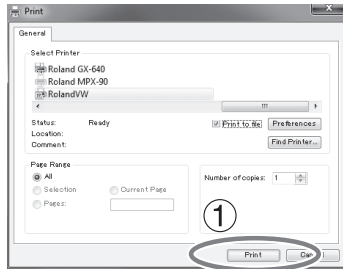 Print
General
Select Printer
Roland GX-640
Roland MPX-90
RolandVW
Status: Ready
Print to file
Preferences
Location:
Comment:
Find Printer...
Page Range
All
Selection
Current Page
Pages:
Number of copies: 1
1
Print